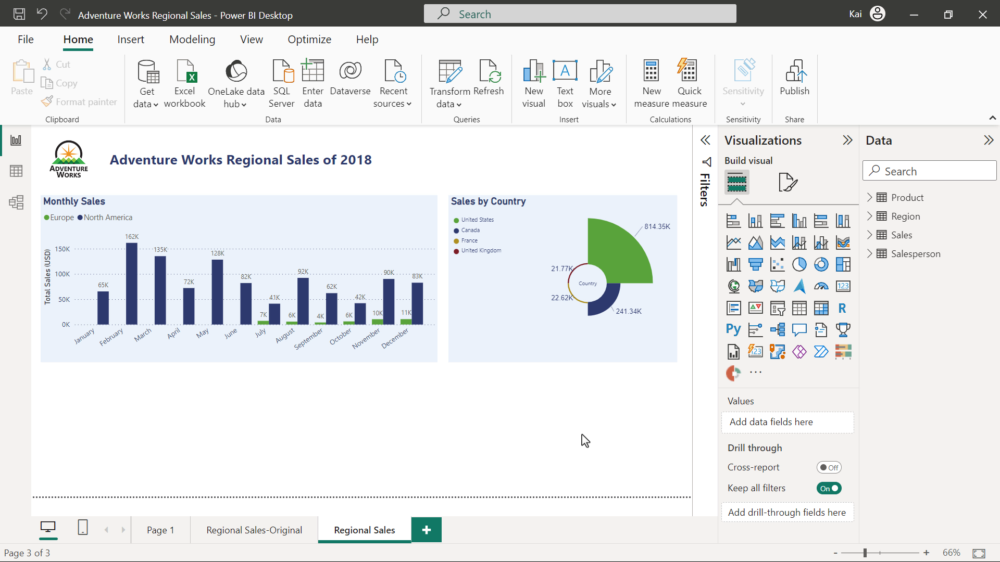 Adventure Works Regional Sales - Power BI Desktop
Search
Kai
File Home Insert Modeling View Optimize Help
Paste
Cut
Copy
Format painter
Clipboard
Get data
Excel workbook
OneLake data hub
SQL Server
Enter data
Dataverse
Recent sources
Data
Transform data
Refresh
Queries
New visual
Text box
More visuals
Insert
New measure
Quick measure
Calculations
Sensitivity
Sensitivity
Publish
Share
ADVENTURE WORKS
Adventure Works Regional Sales of 2018
Monthly Sales
Europe North America
Total Sales (USD)
150K
100K
50K
0K
65K
162K
135K
72K
128K
82K
7K
41K
6K
92K
4K
62K
6K
42K
10K
90K
11K
83K
January
February
March
April
May
June
July
August
September
October
November
December
Sales by Country
United States
Canada
France
United Kingdom
814.35K
241.34K
22.62K
21.77K
Country
Filters
Visualizations
Build visual
123
R
Py
123
...
Values
Add data fields here
Drill through
Cross-report
Off
Keep all filters
On
Add drill-through fields here
Data
Search
Product
Region
Sales
Salesperson
Page 1
Regional Sales-Original
Regional Sales
+
Page 3 of 3
- + 66%